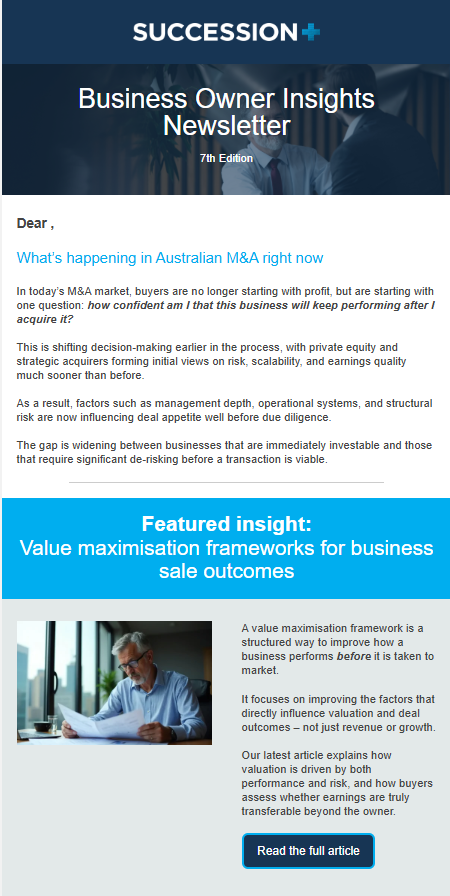 SUCCESSION+
Business Owner Insights
Newsletter
7th Edition
Dear ,
What's happening in Australian M&A right now
In today's M&A market, buyers are no longer starting with profit, but are starting with
one question: how confident am I that this business will keep performing after I
acquire it?
This is shifting decision-making earlier in the process, with private equity and
strategic acquirers forming initial views on risk, scalability, and earnings quality
much sooner than before.
As a result, factors such as management depth, operational systems, and structural
risk are now influencing deal appetite well before due diligence.
The gap is widening between businesses that are immediately investable and those
that require significant de-risking before a transaction is viable.
Featured insight:
Value maximisation frameworks for business
sale outcomes
A value maximisation framework is a
structured way to improve how a
business performs before it is taken to
market.
It focuses on improving the factors that
directly influence valuation and deal
outcomes – not just revenue or growth.
Our latest article explains how
valuation is driven by both
performance and risk, and how buyers
assess whether earnings are truly
transferable beyond the owner.
Read the full article